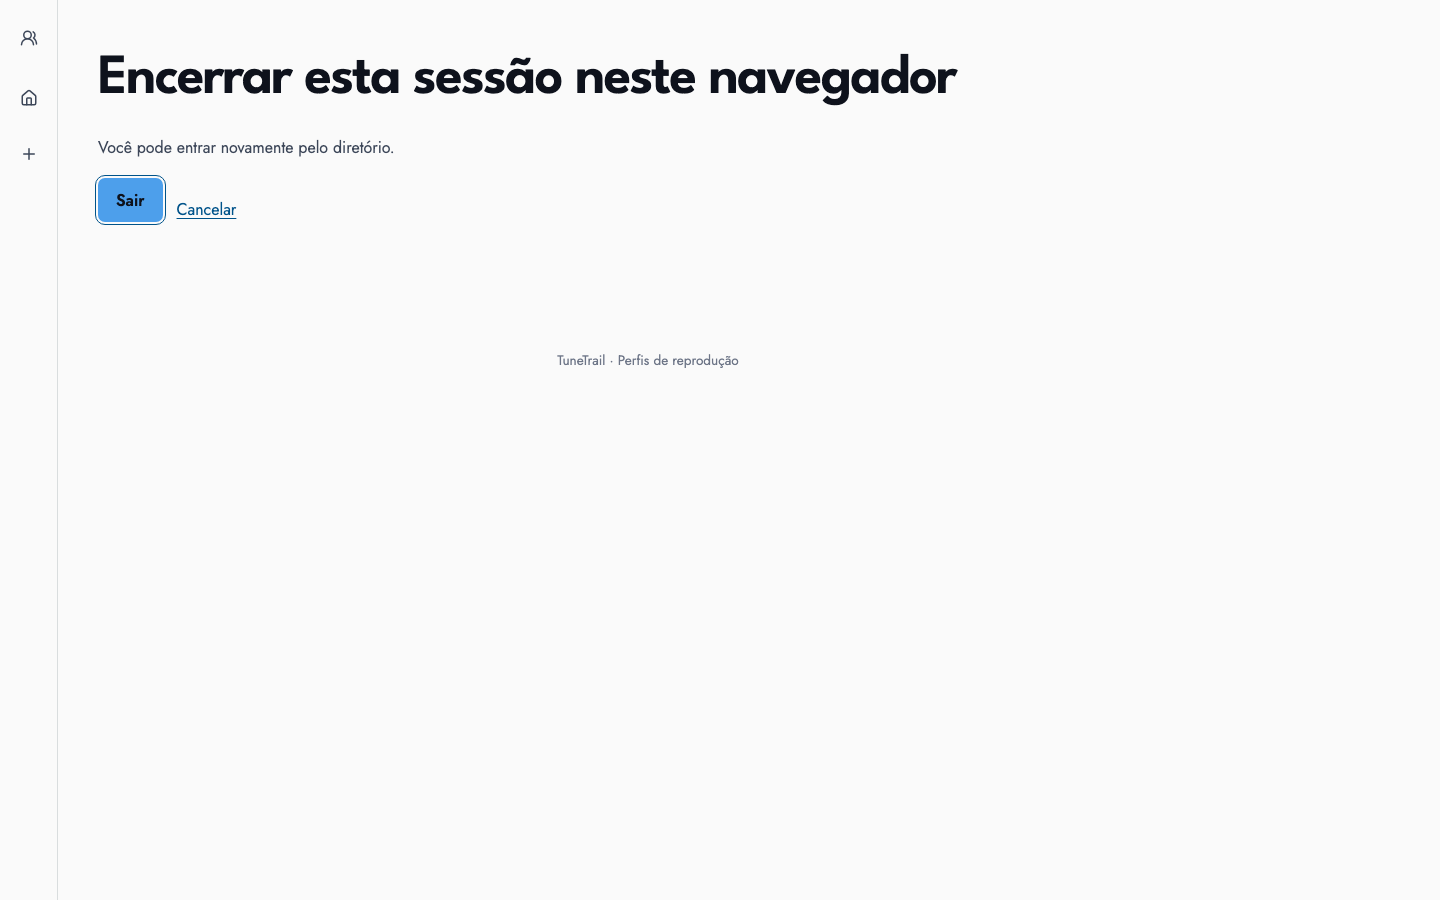 Encerrar esta sessão neste navegador
Você pode entrar novamente pelo diretório.
Sair
Cancelar
TuneTrail · Perfis de reprodução